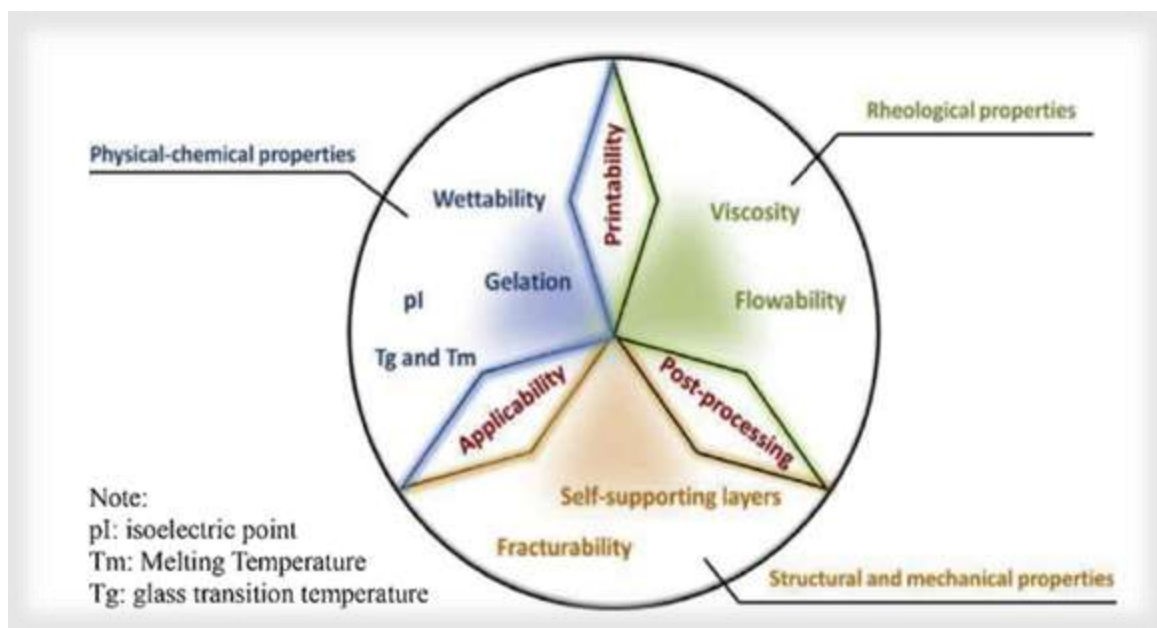 Rheological properties
Physical-chemical properties
Printability
Wettability
Viscosity
Gelation
pI
Flowability
Tg and Tm
Applicability
Post-processing
Self-supporting layers
Fracturability
Structural and mechanical properties
Note:
pI: isoelectric point
Tm: Melting Temperature
Tg: glass transition temperature